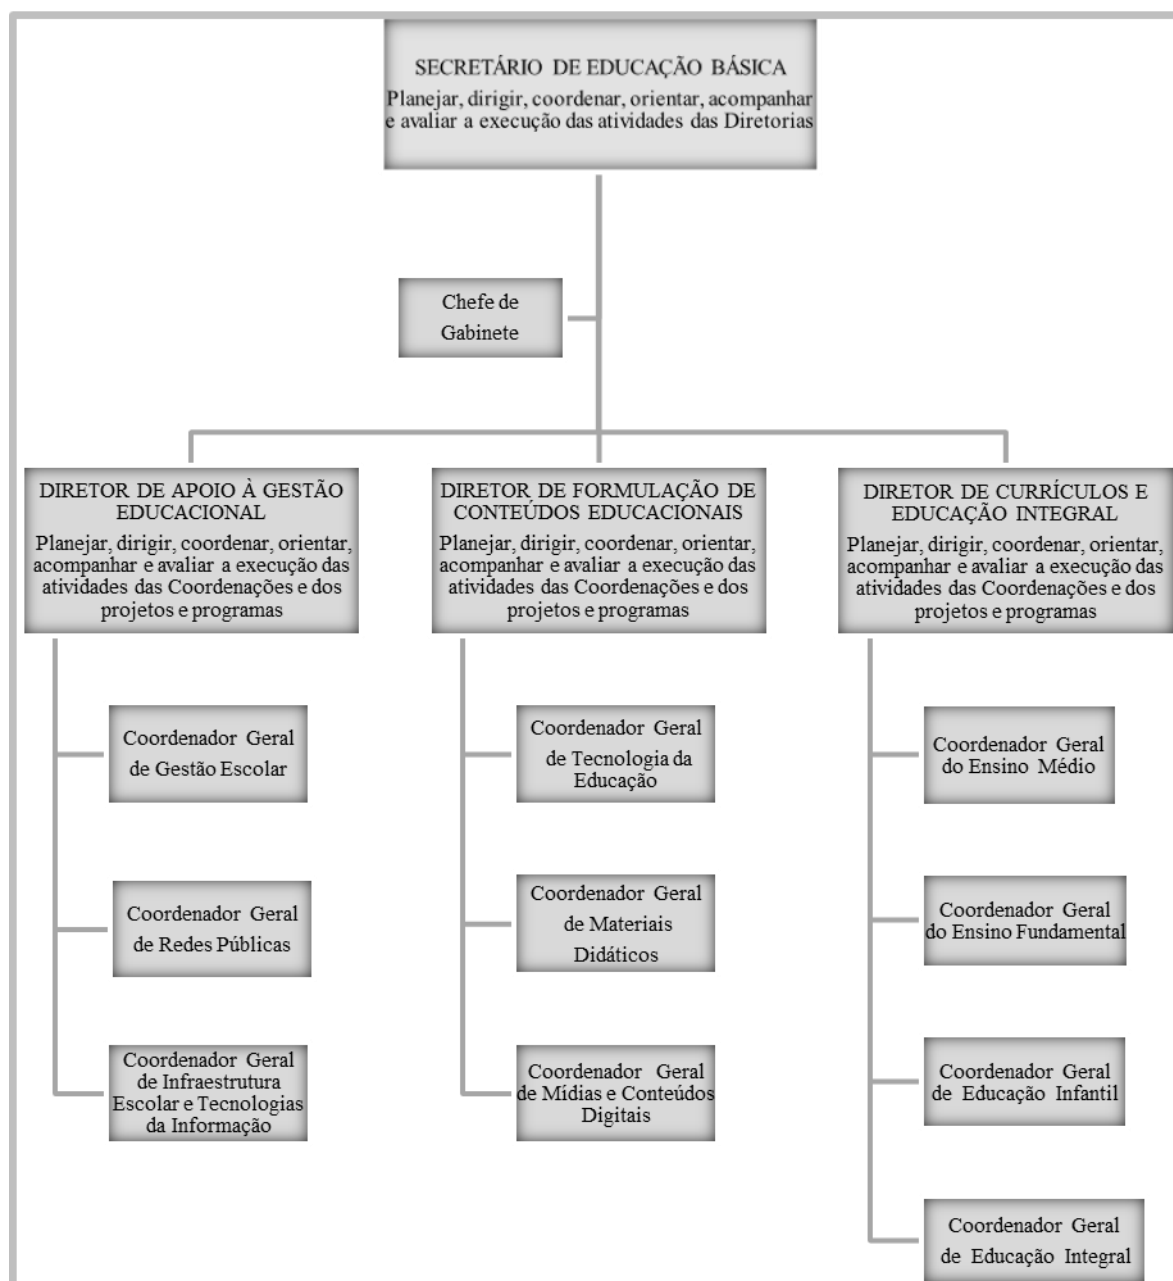 SECRETÁRIO DE EDUCAÇÃO BÁSICA
Planejar, dirigir, coordenar, orientar, acompanhar
e avaliar a execução das atividades das Diretorias
Chefe de
Gabinete
DIRETOR DE APOIO À GESTÃO
EDUCACIONAL
Planejar, dirigir, coordenar, orientar,
acompanhar e avaliar a execução das
atividades das Coordenações e dos
projetos e programas
Coordenador Geral
de Gestão Escolar
Coordenador Geral
de Redes Públicas
Coordenador Geral
de Infraestrutura
Escolar e Tecnologias
da Informação
DIRETOR DE FORMULAÇÃO DE
CONTEÚDOS EDUCACIONAIS
Planejar, dirigir, coordenar, orientar,
acompanhar e avaliar a execução das
atividades das Coordenações e dos
projetos e programas
Coordenador Geral
de Tecnologia da
Educação
Coordenador Geral
de Materiais
Didáticos
Coordenador Geral
de Mídias e Conteúdos
Digitais
DIRETOR DE CURRÍCULOS E
EDUCAÇÃO INTEGRAL
Planejar, dirigir, coordenar, orientar,
acompanhar e avaliar a execução das
atividades das Coordenações e dos
projetos e programas
Coordenador Geral
do Ensino Médio
Coordenador Geral
do Ensino Fundamental
Coordenador Geral
de Educação Infantil
Coordenador Geral
de Educação Integral